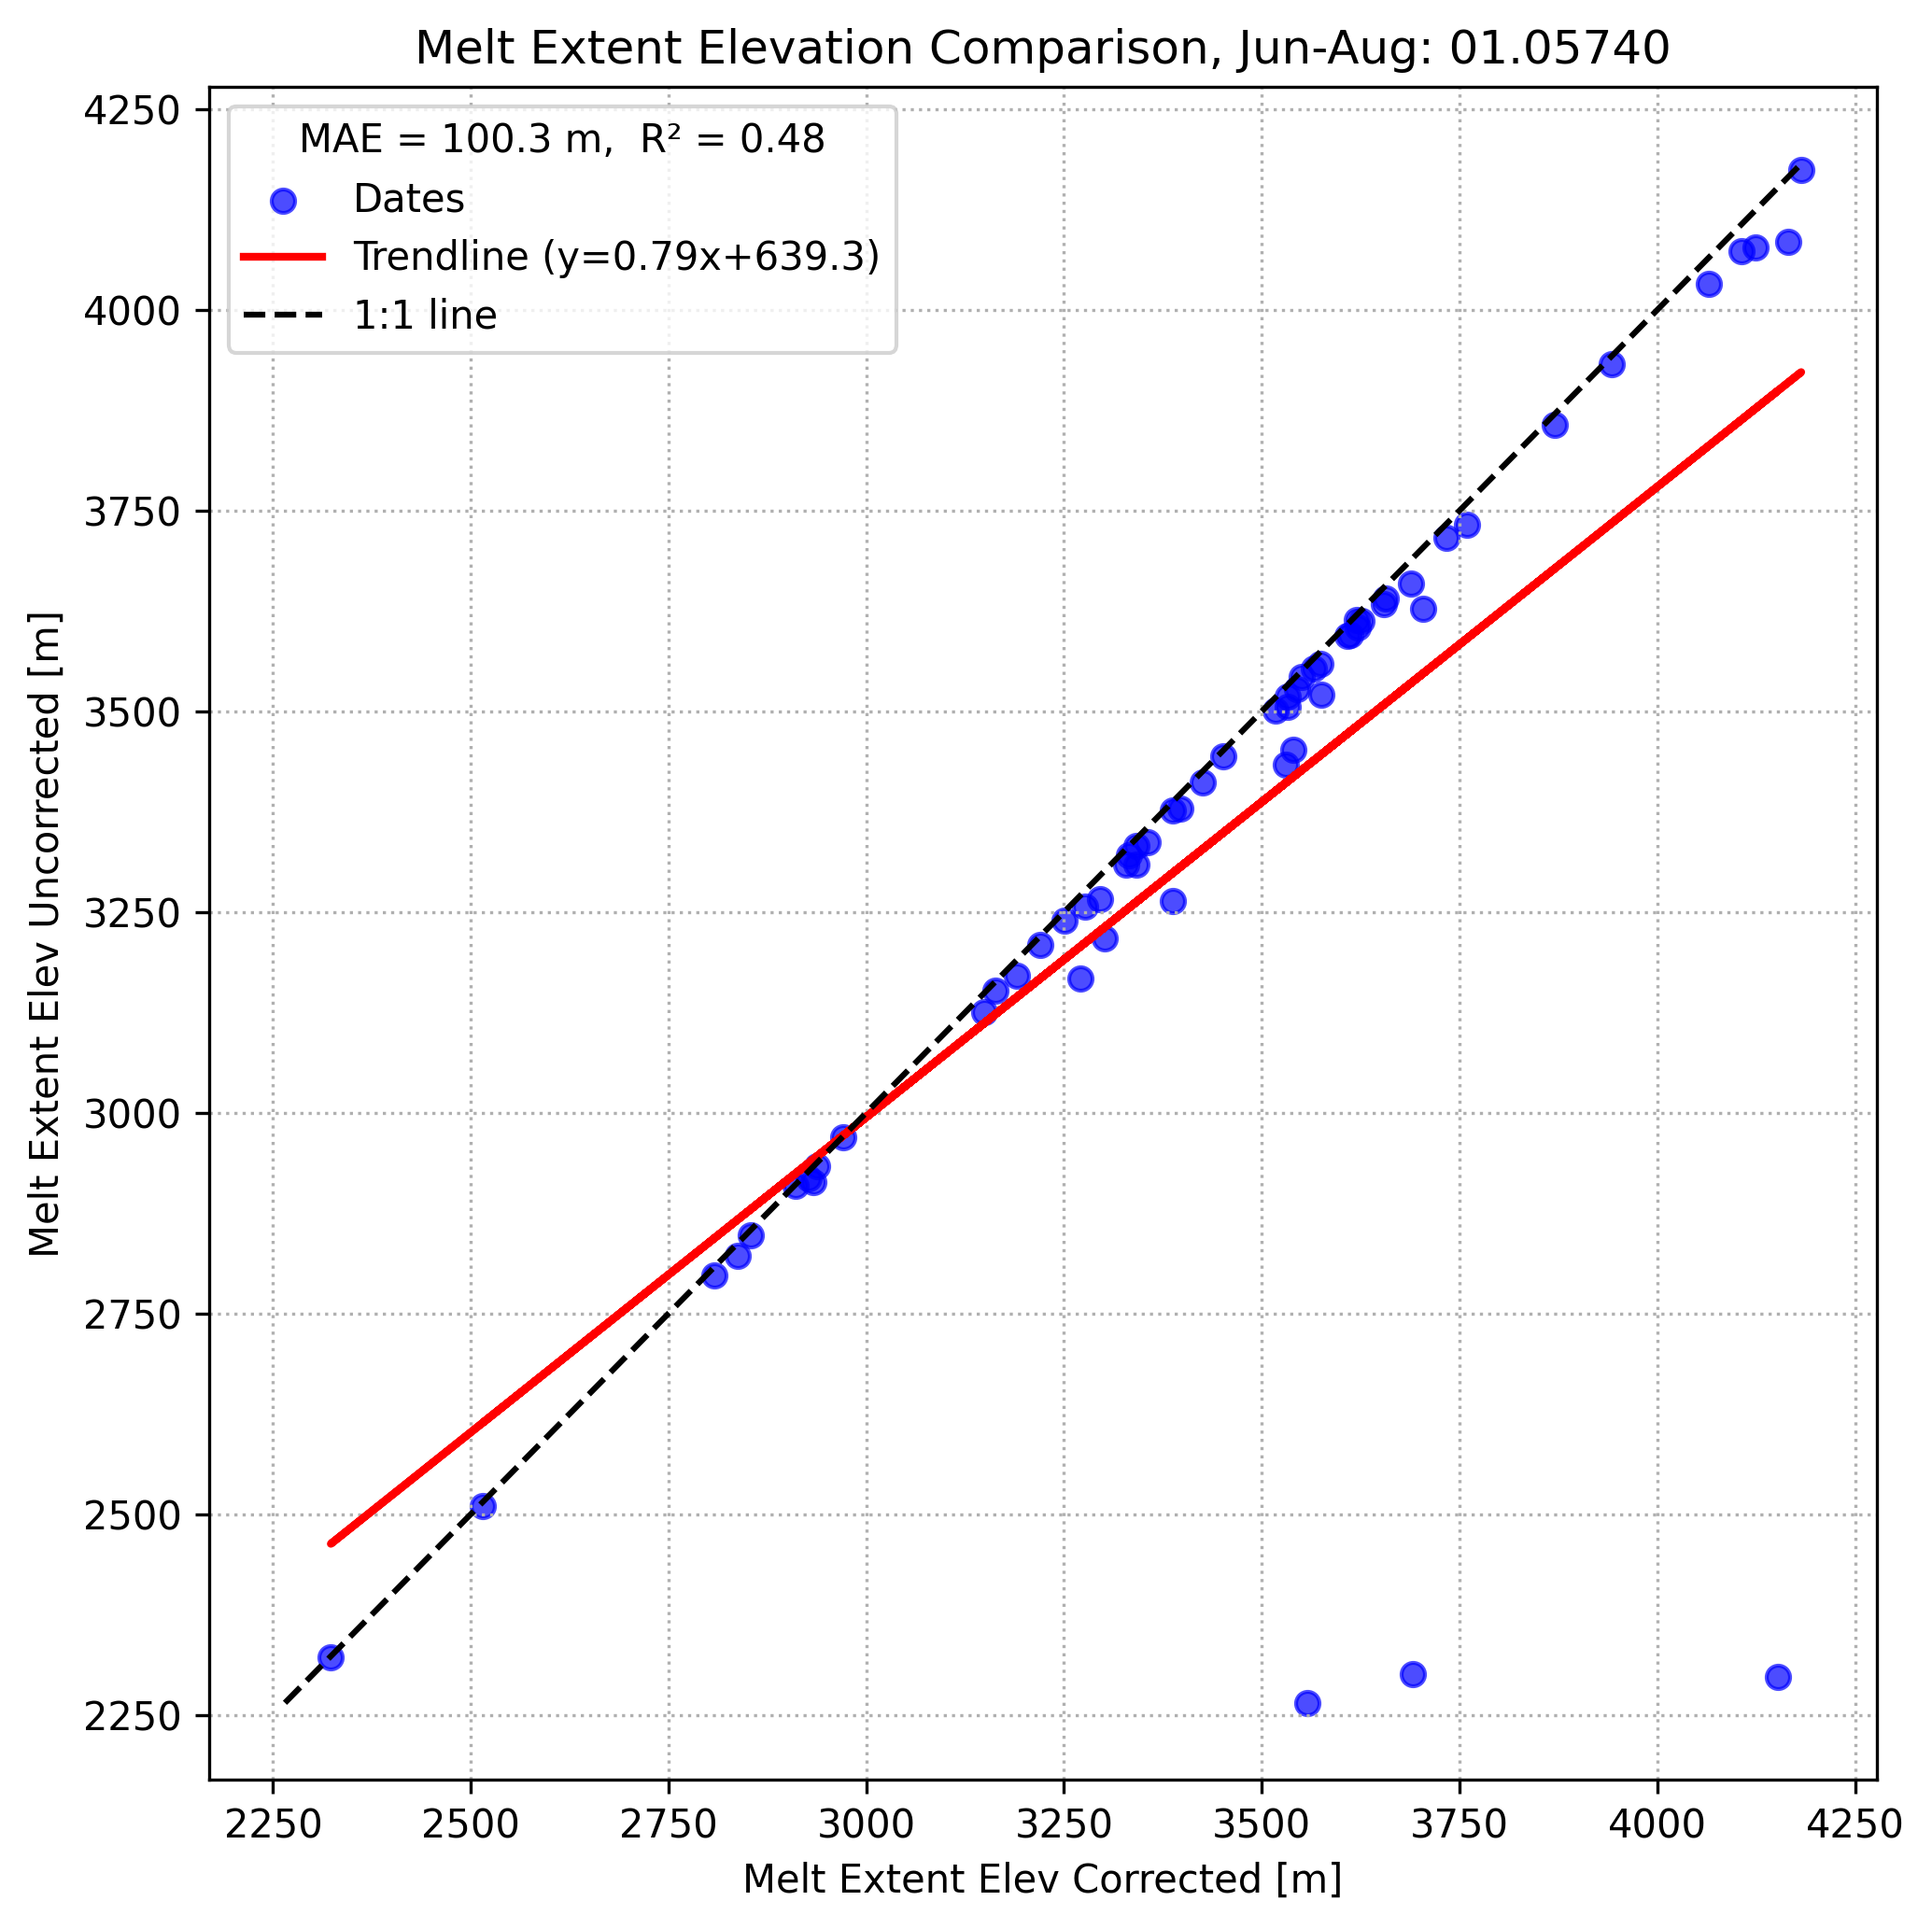 Melt Extent Elevation Comparison, Jun-Aug: 01.05740
MAE = 100.3 m, R² = 0.48
Dates
Trendline (y=0.79x+639.3)
1:1 line
4250
4000
3750
3500
3250
3000
2750
2500
2250
Melt Extent Elev Uncorrected [m]
2250 2500 2750 3000 3250 3500 3750 4000 4250
Melt Extent Elev Corrected [m]